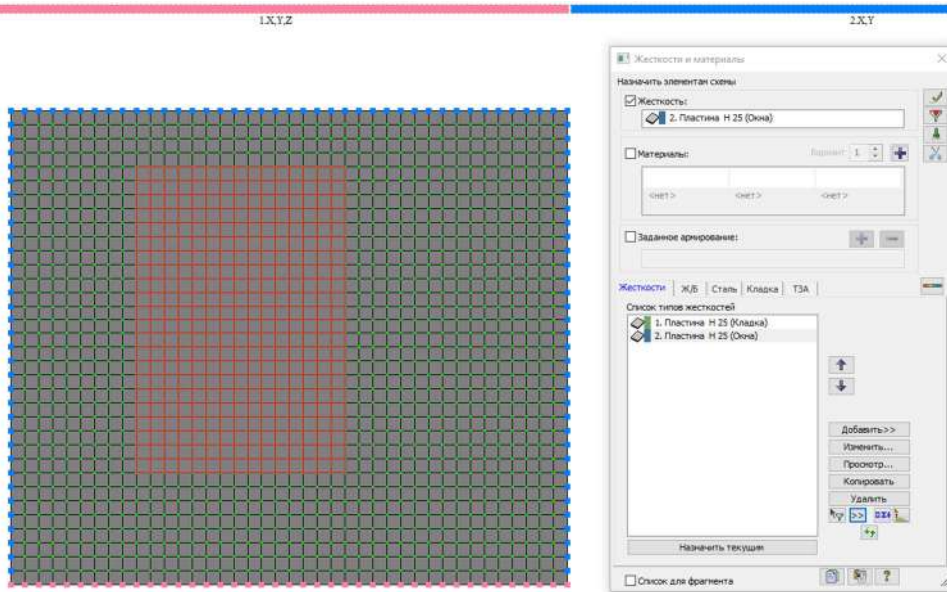 1.X,Y,Z
2.X,Y
Жесткости и материалы
Назначить элементам схемы
Жесткость:
2. Пластина Н 25 (Окна)
Материалы:
Вариант 1
<нет> <нет> <нет>
Заданное армирование:
Жесткости Ж/Б Сталь Кладка ТЗА
Список типов жесткостей
1. Пластина Н 25 (Кладка)
2. Пластина Н 25 (Окна)
Добавить>>
Изменить...
Просмотр...
Копировать
Удалить
>>
Назначить текущим
Список для фрагмента
?